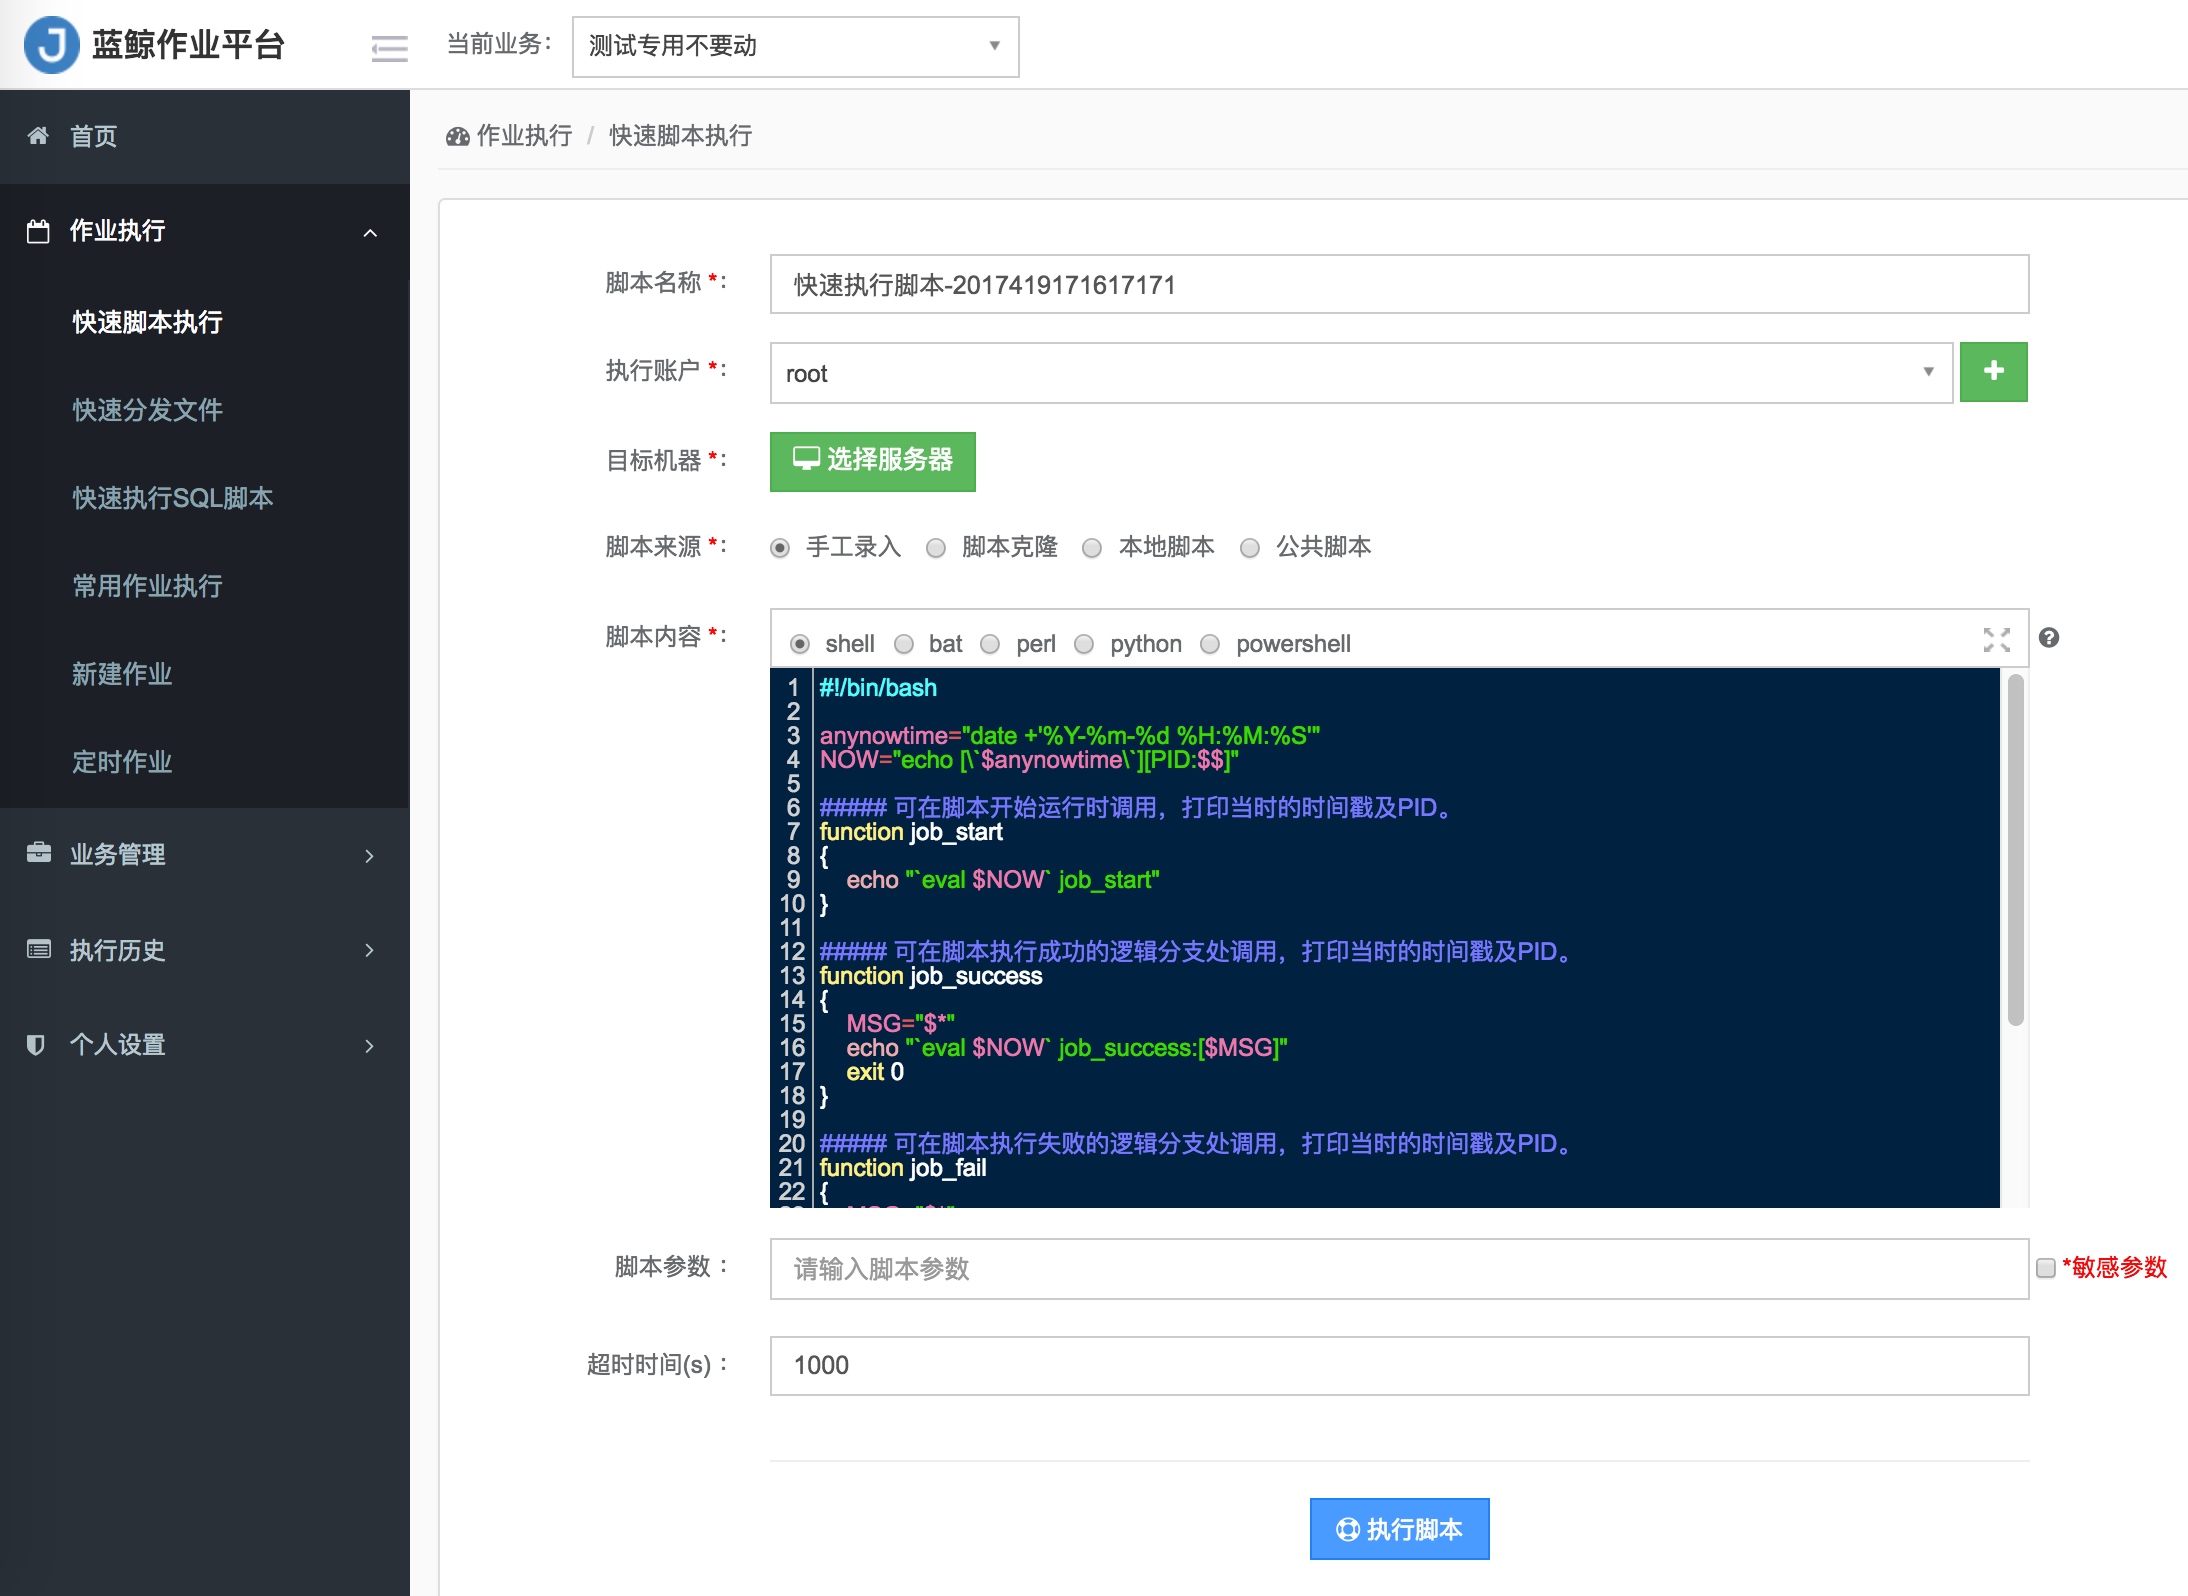 J 蓝鲸作业平台
当前业务： 测试专用不要动
首页
作业执行
快速脚本执行
快速分发文件
快速执行SQL脚本
常用作业执行
新建作业
定时作业
业务管理
执行历史
个人设置
作业执行 / 快速脚本执行
脚本名称 *： 快速执行脚本-2017419171617171
执行账户 *： root
目标机器 *： 选择服务器
脚本来源 *： 手工录入 脚本克隆 本地脚本 公共脚本
脚本内容 *： shell bat perl python powershell
1 #!/bin/bash
2
3 anynowtime="date +'%Y-%m-%d %H:%M:%S'"
4 NOW="echo [\`$anynowtime\`][PID:$$]"
5
6 ##### 可在脚本开始运行时调用，打印当时的时间戳及PID。
7 function job_start
8 {
9     echo "`eval $NOW` job_start"
10 }
11
12 ##### 可在脚本执行成功的逻辑分支处调用，打印当时的时间戳及PID。
13 function job_success
14 {
15     MSG="$*"
16     echo "`eval $NOW` job_success:[$MSG]"
17     exit 0
18 }
19
20 ##### 可在脚本执行失败的逻辑分支处调用，打印当时的时间戳及PID。
21 function job_fail
22 {
脚本参数： 请输入脚本参数 *敏感参数
超时时间(s)： 1000
执行脚本